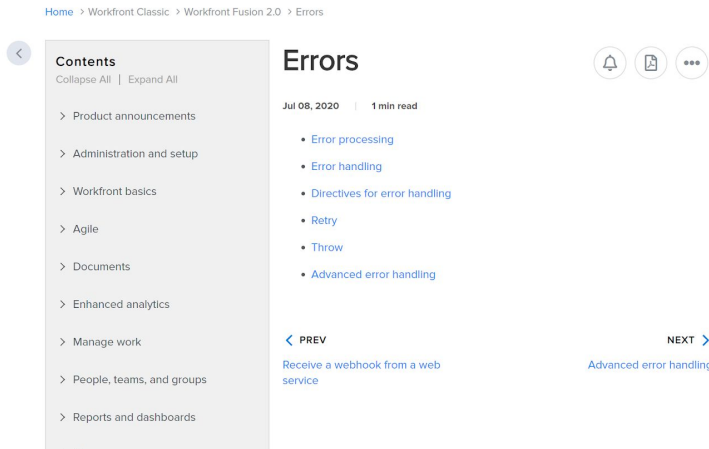 Home > Workfront Classic > Workfront Fusion 2.0 > Errors
Contents
Collapse All | Expand All
Product announcements
Administration and setup
Workfront basics
Agile
Documents
Enhanced analytics
Manage work
People, teams, and groups
Reports and dashboards
Errors
Jul 08, 2020 | 1 min read
• Error processing
• Error handling
• Directives for error handling
• Retry
• Throw
• Advanced error handling
PREV
Receive a webhook from a web
service
NEXT
Advanced error handling